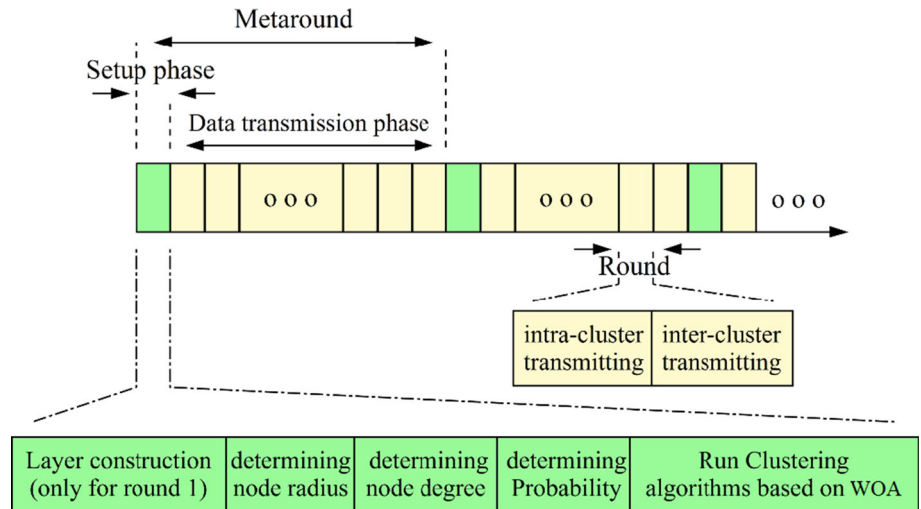 Metaround
Setup phase
Data transmission phase
o o o
o o o
o o o
Round
intra-cluster
transmitting
inter-cluster
transmitting
Layer construction
(only for round 1)
determining
node radius
determining
node degree
determining
Probability
Run Clustering
algorithms based on WOA